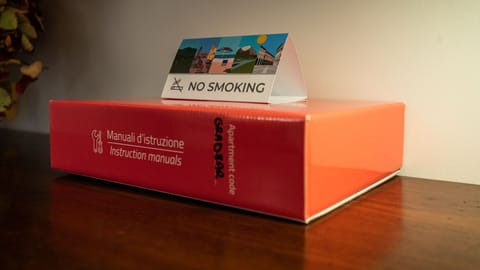 NO SMOKING
Manuali d'istruzione
Instruction manuals
Apartment code